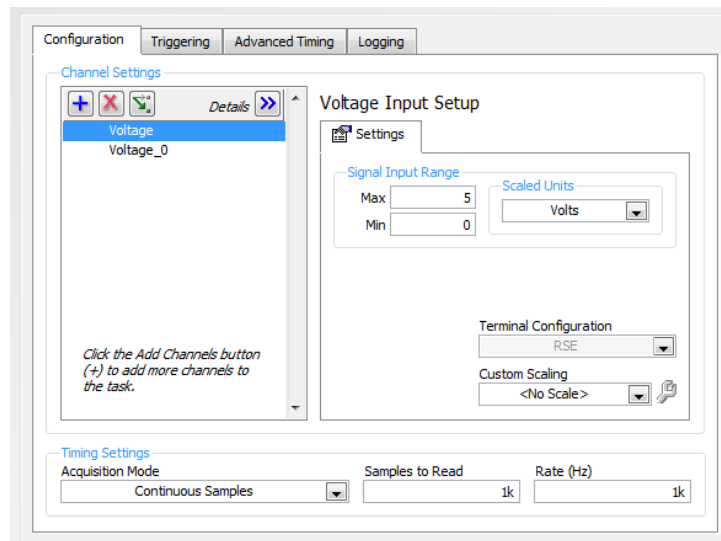 Configuration Triggering Advanced Timing Logging
Channel Settings
Details
Voltage
Voltage_0
Click the Add Channels button
(+) to add more channels to
the task.
Voltage Input Setup
Settings
Signal Input Range
Max 5
Min 0
Scaled Units
Volts
Terminal Configuration
RSE
Custom Scaling
<No Scale>
Timing Settings
Acquisition Mode Samples to Read Rate (Hz)
Continuous Samples 1k 1k